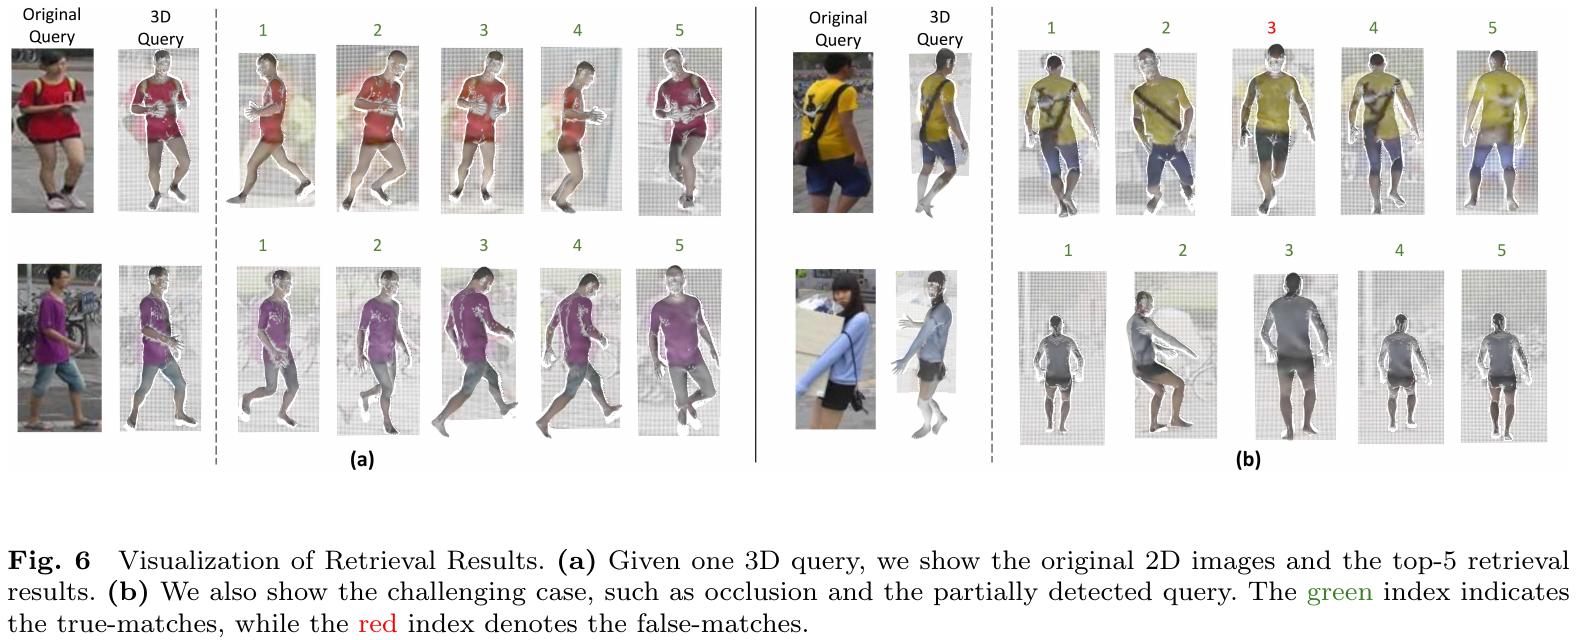 Original Query
3D Query
1 2 3 4 5
Original Query
3D Query
1 2 3 4 5
1 2 3 4 5
1 2 3 4 5
(a)
(b)
Fig. 6 Visualization of Retrieval Results. (a) Given one 3D query, we show the original 2D images and the top-5 retrieval
results. (b) We also show the challenging case, such as occlusion and the partially detected query. The green index indicates
the true-matches, while the red index denotes the false-matches.